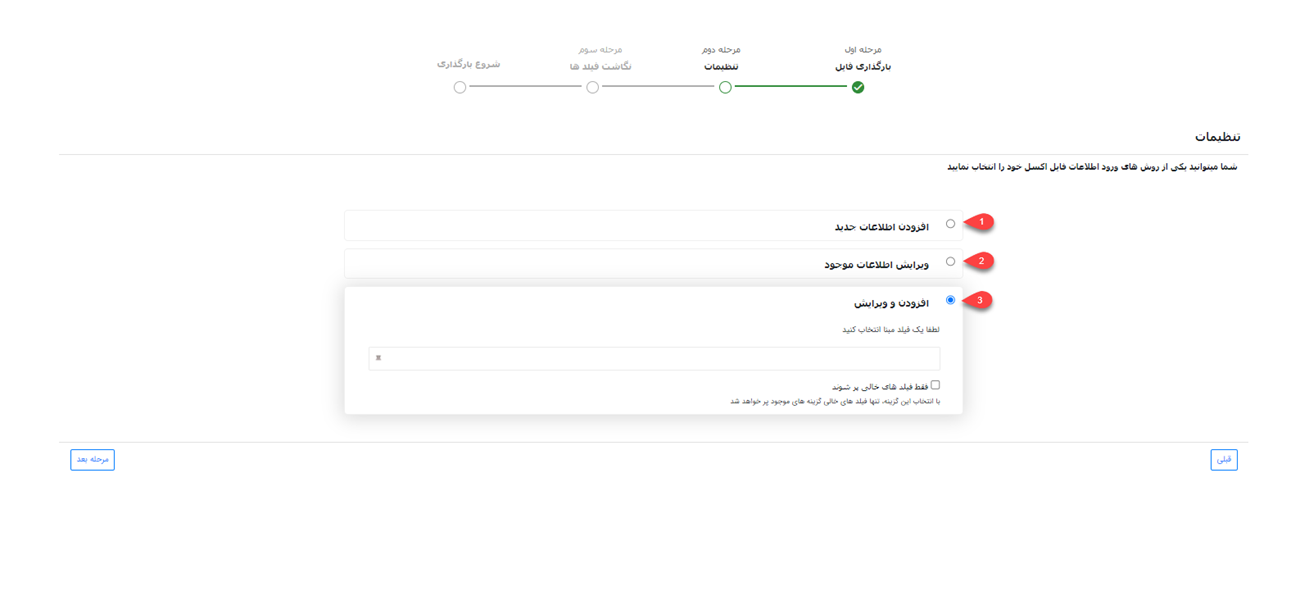 مرحله اول
بارگذاری فایل
مرحله دوم
تنظیمات
مرحله سوم
نگاشت فیلد ها
شروع بارگذاری
تنظیمات
شما میتوانید یکی از روش های ورود اطلاعات فایل اکسل خود را انتخاب نمایید
1
افزودن اطلاعات جدید
2
ویرایش اطلاعات موجود
3
افزودن و ویرایش
لطفا یک فیلد مبنا انتخاب کنید
فقط فیلد های خالی پر شوند
با انتخاب این گزینه، تنها فیلد های خالی گزینه های موجود پر خواهد شد
قبلی
مرحله بعد